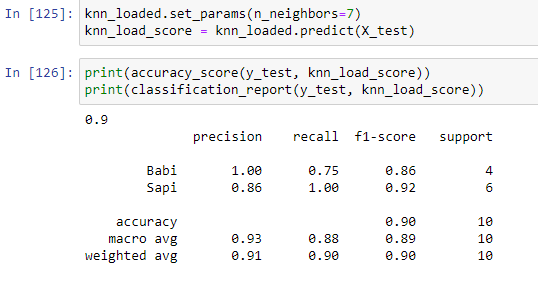 In [125]: knn_loaded.set_params(n_neighbors=7)
knn_load_score = knn_loaded.predict(X_test)
In [126]: print(accuracy_score(y_test, knn_load_score))
print(classification_report(y_test, knn_load_score))
0.9
precision recall f1-score support
Babi 1.00 0.75 0.86 4
Sapi 0.86 1.00 0.92 6
accuracy 0.90 10
macro avg 0.93 0.88 0.89 10
weighted avg 0.91 0.90 0.90 10